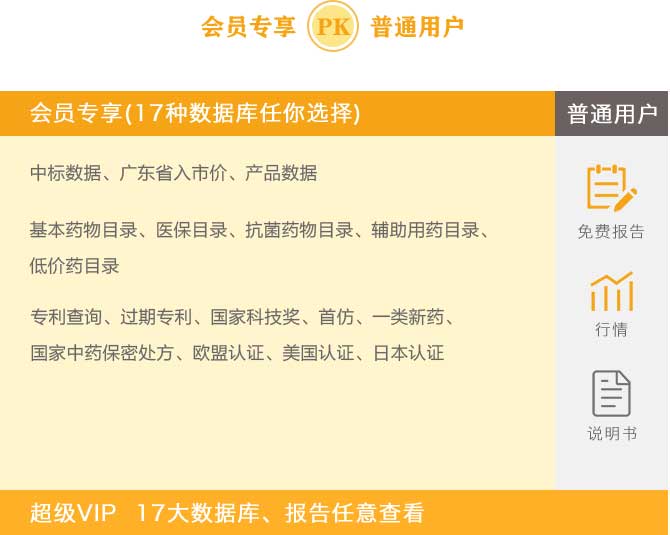 会员专享 PK 普通用户
会员专享(17种数据库任你选择)
普通用户
中标数据、广东省入市价、产品数据
基本药物目录、医保目录、抗菌药物目录、辅助用药目录、
低价药目录
专利查询、过期专利、国家科技奖、首仿、一类新药、
国家中药保密处方、欧盟认证、美国认证、日本认证
免费报告
行情
说明书
超级VIP 17大数据库、报告任意查看